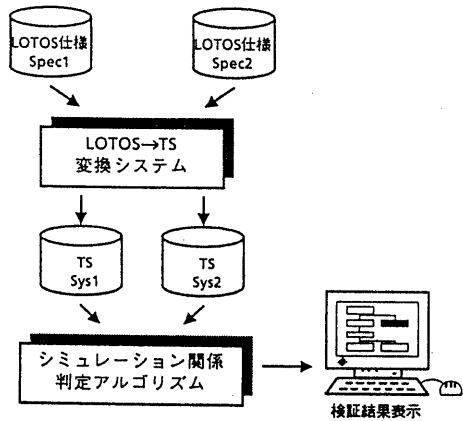 LOTOS仕様
Spec1
LOTOS仕様
Spec2
LOTOS→TS
変換システム
TS
Sys1
TS
Sys2
シミュレーション関係
判定アルゴリズム
検証結果表示